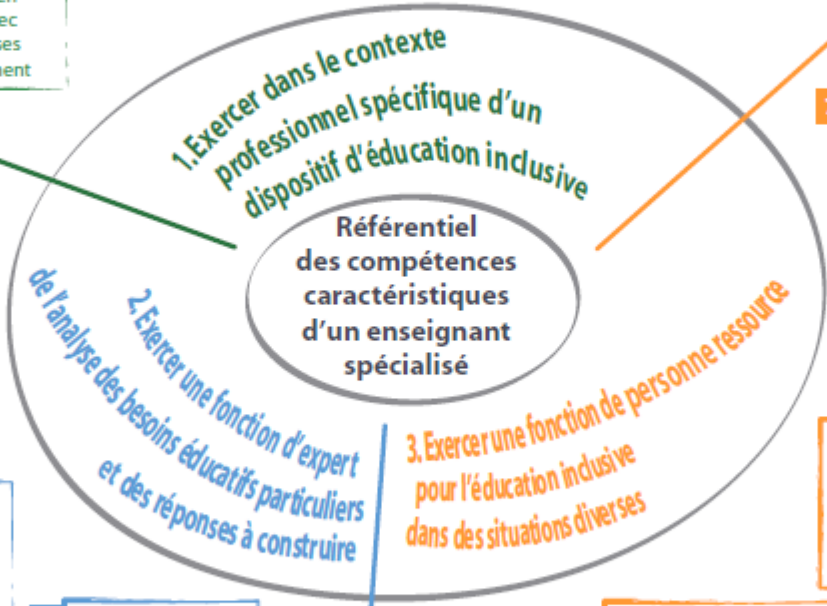 ment
1.Exercer dans le contexte
professionnel spécifique d'un
dispositif d'éducation inclusive
Référentiel
des compétences
caractéristiques
d'un enseignant
spécialisé
2.Exercer une fonction d'expert
de l'analyse des besoins éducatifs particuliers
et des réponses à construire
3.Exercer une fonction de personne ressource
pour l'éducation inclusive
dans des situations diverses